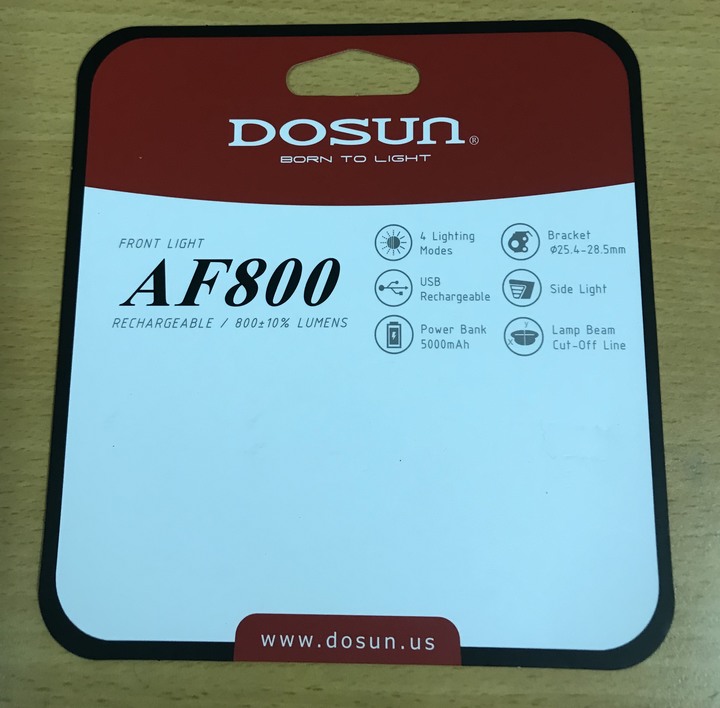 DOSUN®
BORN TO LIGHT
FRONT LIGHT
AF800
RECHARGEABLE / 800±10% LUMENS
4 Lighting
Modes
USB
Rechargeable
Power Bank
5000mAh
Bracket
Φ25.4-28.5mm
Side Light
y
x
Lamp Beam
Cut-Off Line
www.dosun.us